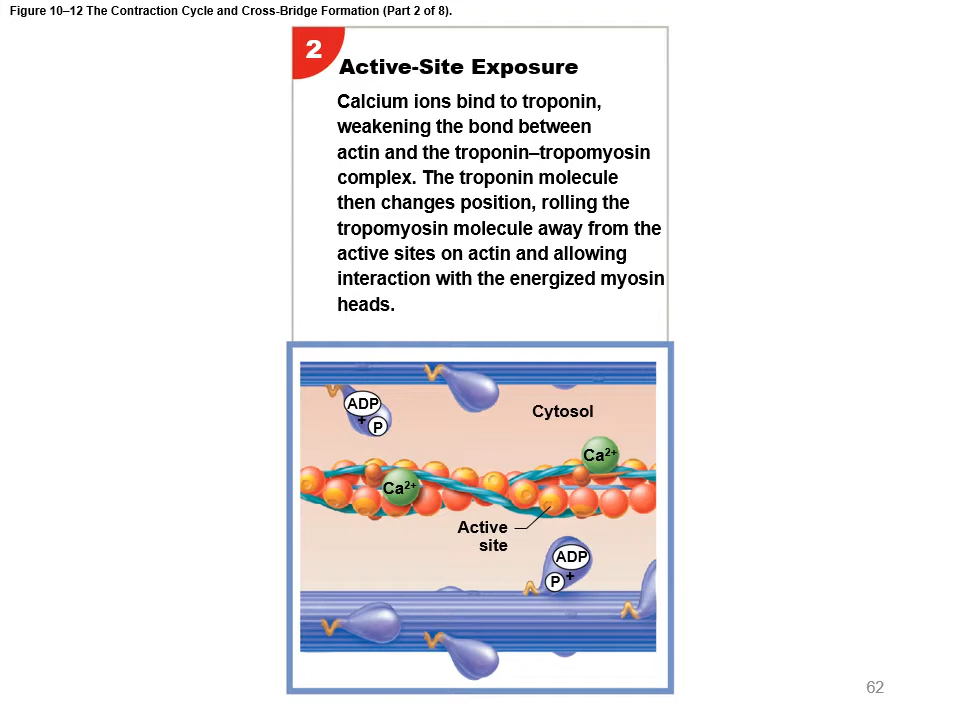 Figure 10–12 The Contraction Cycle and Cross-Bridge Formation (Part 2 of 8).
2
Active-Site Exposure
Calcium ions bind to troponin,
weakening the bond between
actin and the troponin–tropomyosin
complex. The troponin molecule
then changes position, rolling the
tropomyosin molecule away from the
active sites on actin and allowing
interaction with the energized myosin
heads.
ADP
+
P
Cytosol
Ca2+
Ca2+
Active
site
ADP
P +
62